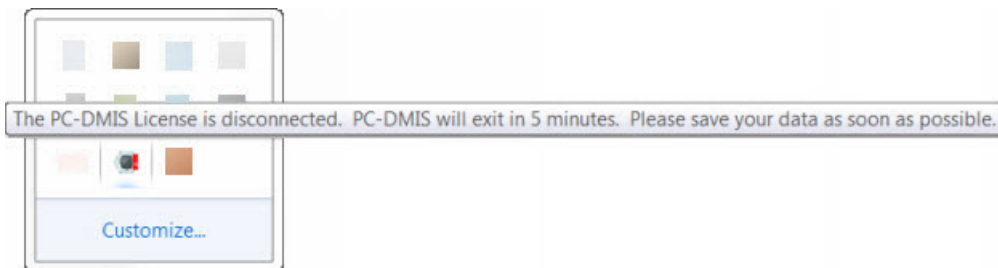 The PC-DMIS License is disconnected. PC-DMIS will exit in 5 minutes. Please save your data as soon as possible.
Customize...